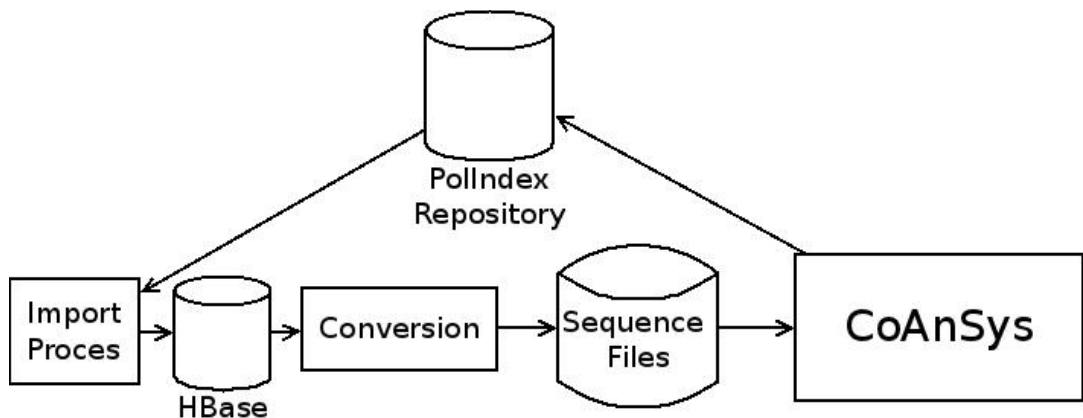 PolIndex
Repository
Import
Proces
HBase
Conversion
Sequence
Files
CoAnSys